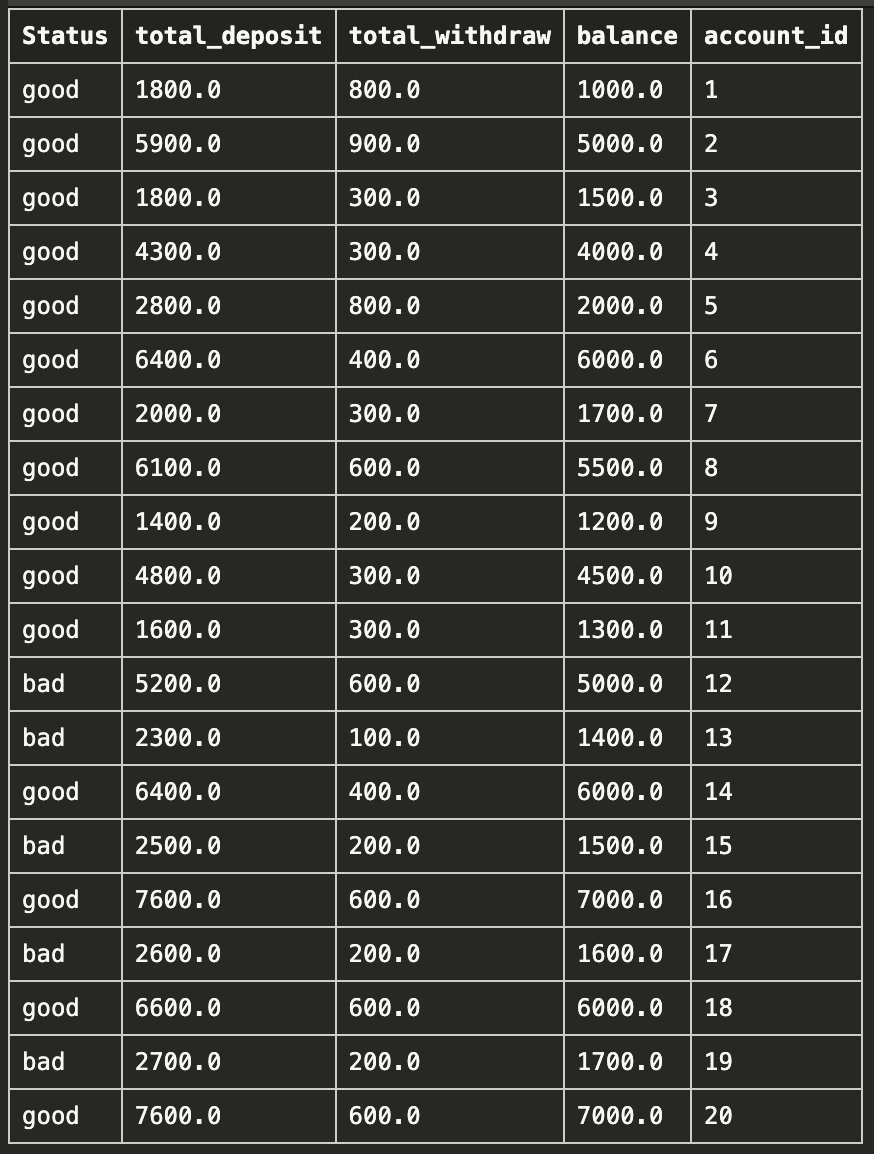 Status total_deposit total_withdraw balance account_id
good 1800.0 800.0 1000.0 1
good 5900.0 900.0 5000.0 2
good 1800.0 300.0 1500.0 3
good 4300.0 300.0 4000.0 4
good 2800.0 800.0 2000.0 5
good 6400.0 400.0 6000.0 6
good 2000.0 300.0 1700.0 7
good 6100.0 600.0 5500.0 8
good 1400.0 200.0 1200.0 9
good 4800.0 300.0 4500.0 10
good 1600.0 300.0 1300.0 11
bad 5200.0 600.0 5000.0 12
bad 2300.0 100.0 1400.0 13
good 6400.0 400.0 6000.0 14
bad 2500.0 200.0 1500.0 15
good 7600.0 600.0 7000.0 16
bad 2600.0 200.0 1600.0 17
good 6600.0 600.0 6000.0 18
bad 2700.0 200.0 1700.0 19
good 7600.0 600.0 7000.0 20